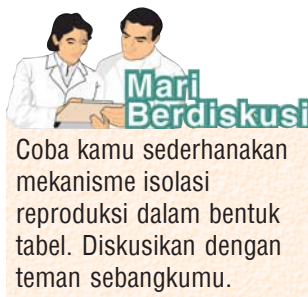 Mari
Berdiskusi
Coba kamu sederhanakan
mekanisme isolasi
reproduksi dalam bentuk
tabel. Diskusikan dengan
teman sebangkumu.